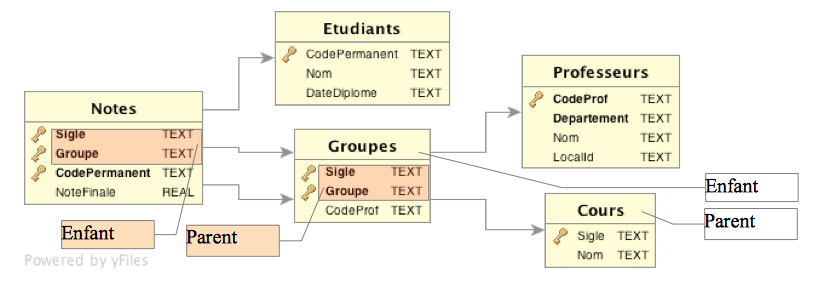 Etudiants
CodePermanent TEXT
Nom TEXT
DateDiplome TEXT
Professeurs
CodeProf TEXT
Departement TEXT
Nom TEXT
LocalId TEXT
Notes
Sigle TEXT
Groupe TEXT
CodePermanent TEXT
NoteFinale REAL
Groupes
Sigle TEXT
Groupe TEXT
CodeProf TEXT
Enfant
Parent
Cours
Sigle TEXT
Nom TEXT
Enfant
Parent
Powered by yFiles